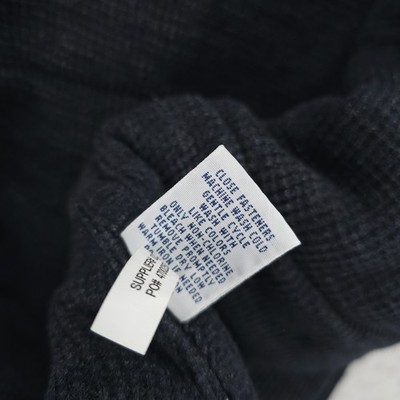 CLOSE FASTENERS
MACHINE WASH COLD
GENTLE CYCLE
WASH WITH
LIKE COLORS
ONLY NON-CHLORINE
BLEACH WHEN NEEDED
REMOVE PROMPTLY
TUMBLE DRY LOW
WARM IRON
NEEDED
SUPPLIER
PO#